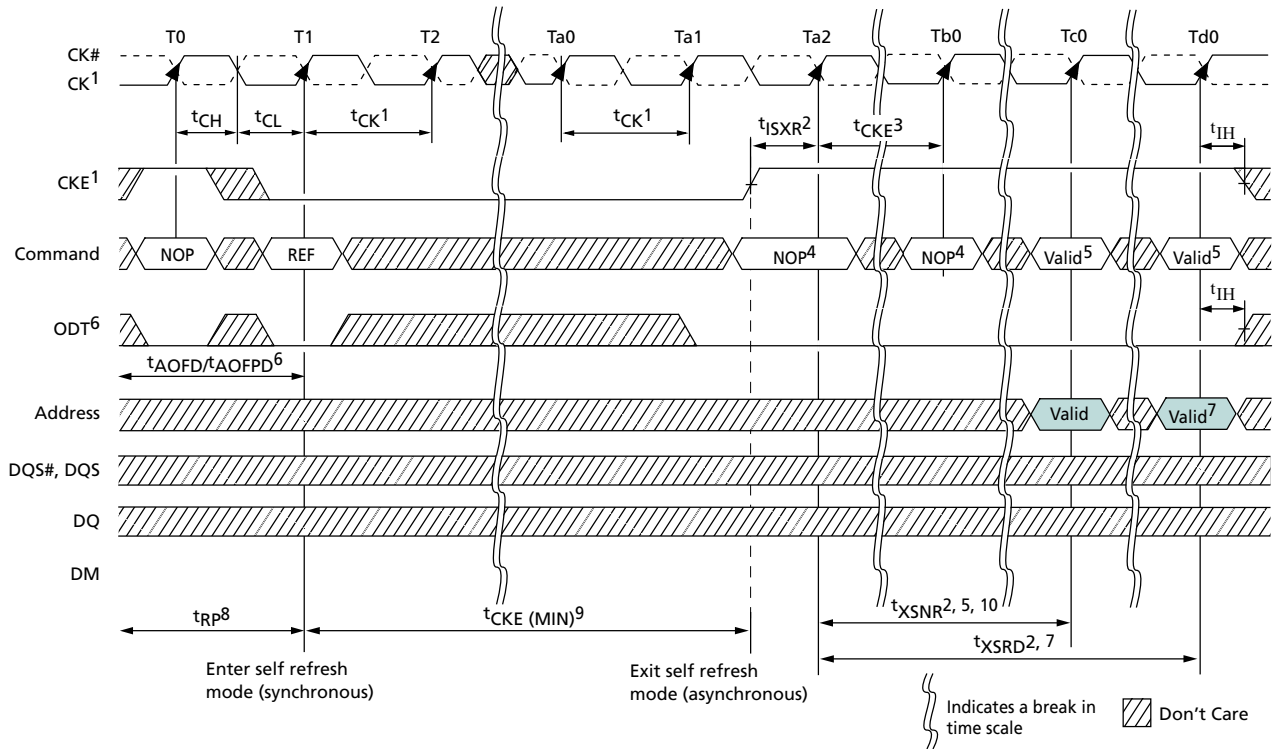 T0 T1 T2 Ta0 Ta1 Ta2 Tb0 Tc0 Td0
CK#
CK¹
tCH tCL tCK¹ tCK¹ tISXR² tCKE³ tIH
CKE¹
Command NOP REF NOP⁴ NOP⁴ Valid⁵ Valid⁵
tIH
ODT⁶
tAOFD/tAOFPD⁶
Address Valid Valid⁷
DQS#, DQS
DQ
DM
tRP⁸ tCKE (MIN)⁹ tXSNR², ⁵, ¹⁰
tXSRD², ⁷
Enter self refresh
mode (synchronous)
Exit self refresh
mode (asynchronous)
Indicates a break in
time scale
Don't Care